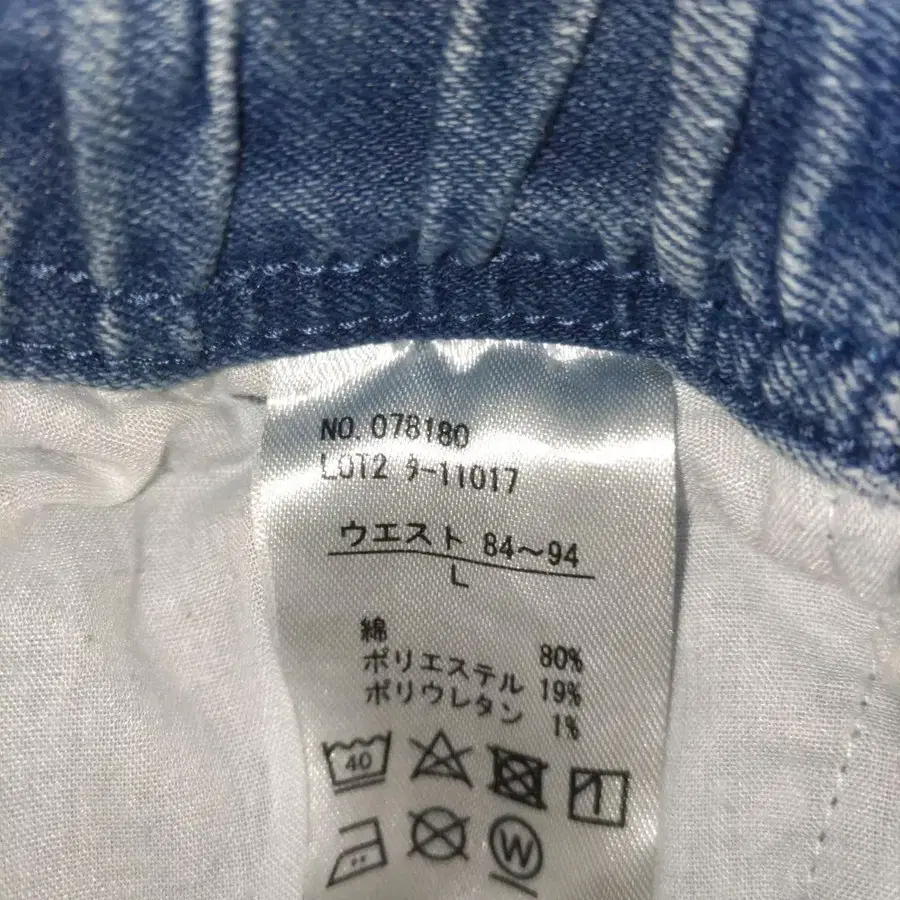 NO. 078180
LOT2 ﾀ-11017
ウエスト 84～94
L
綿 80%
ポリエステル 19%
ポリウレタン 1%
40
W